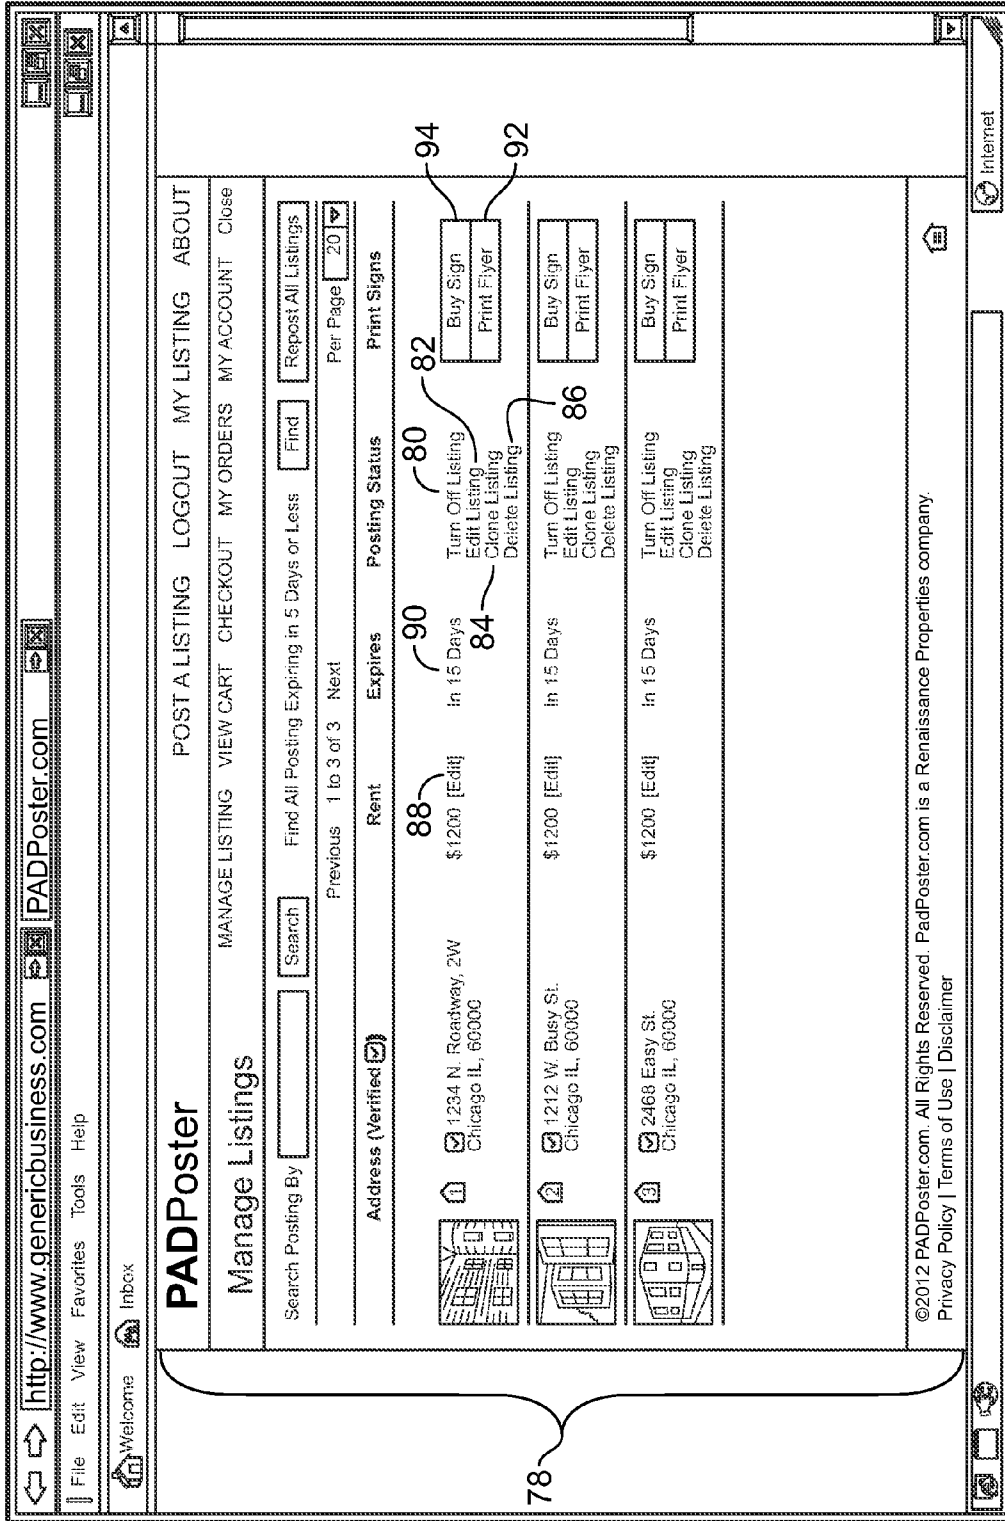 http://www.genericbusiness.com PADPoster.com
File Edit View Favorites Tools Help
Welcome Inbox
PADPoster
POST A LISTING LOGOUT MY LISTING ABOUT
Manage Listings
MANAGE LISTING VIEW CART CHECKOUT MY ORDERS MY ACCOUNT Close
Search Posting By Search Find All Posting Expiring in 5 Days or Less Find Repost All Listings
Previous 1 to 3 of 3 Next Per Page 20
Address (Verified) Rent Expires Posting Status Print Signs
88 90 80 82 94
1 1234 N. Roadway, 2W $1200 [Edit] In 15 Days Turn Off Listing Buy Sign
Chicago IL, 60000 Edit Listing Print Flyer
Clone Listing
Delete Listing
84 86 92
2 1212 W. Busy St. $1200 [Edit] In 15 Days Turn Off Listing Buy Sign
Chicago IL, 60000 Edit Listing Print Flyer
Clone Listing
Delete Listing
3 2468 Easy St. $1200 [Edit] In 15 Days Turn Off Listing Buy Sign
Chicago IL, 60000 Edit Listing Print Flyer
Clone Listing
Delete Listing
78
©2012 PADPoster.com. All Rights Reserved. PadPoster.com is a Renaissance Properties company.
Privacy Policy | Terms of Use | Disclaimer
Internet